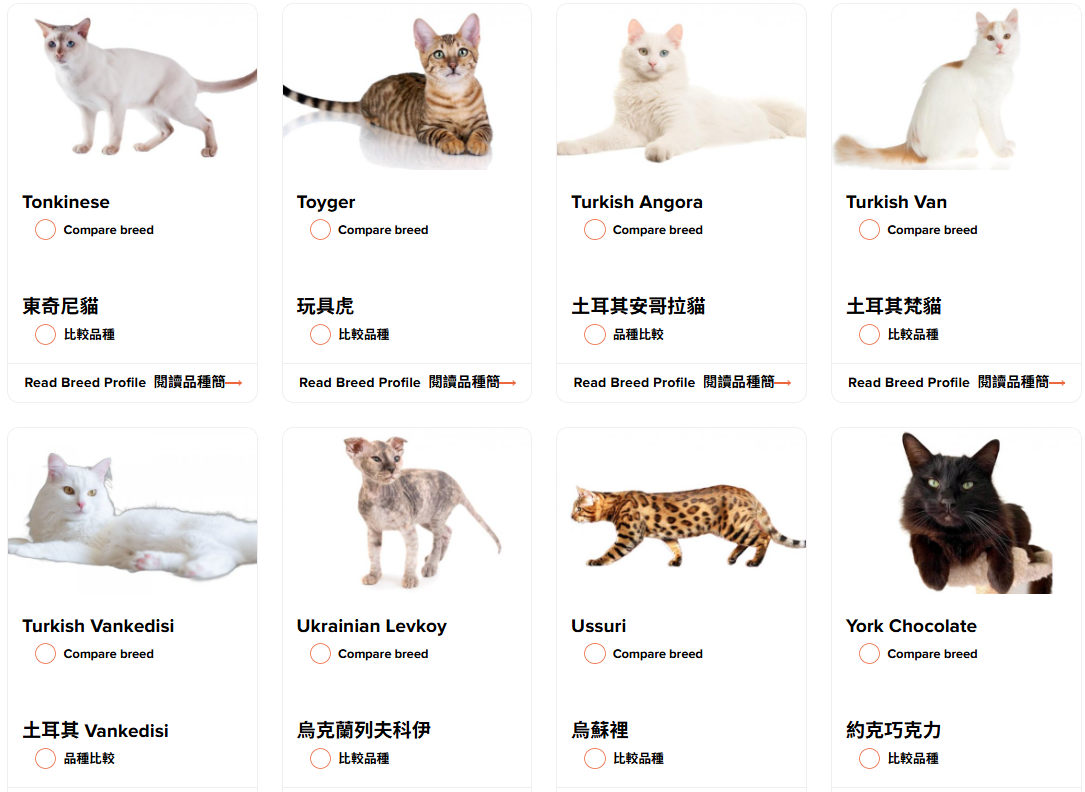 Tonkinese
Compare breed
東奇尼貓
比較品種
Read Breed Profile 閱讀品種簡
Toyger
Compare breed
玩具虎
比較品種
Read Breed Profile 閱讀品種簡
Turkish Angora
Compare breed
土耳其安哥拉貓
品種比較
Read Breed Profile 閱讀品種簡
Turkish Van
Compare breed
土耳其梵貓
比較品種
Read Breed Profile 閱讀品種簡
Turkish Vankedisi
Compare breed
土耳其 Vankedisi
品種比較
Ukrainian Levkoy
Compare breed
烏克蘭列夫科伊
比較品種
Ussuri
Compare breed
烏蘇裡
比較品種
York Chocolate
Compare breed
約克巧克力
比較品種